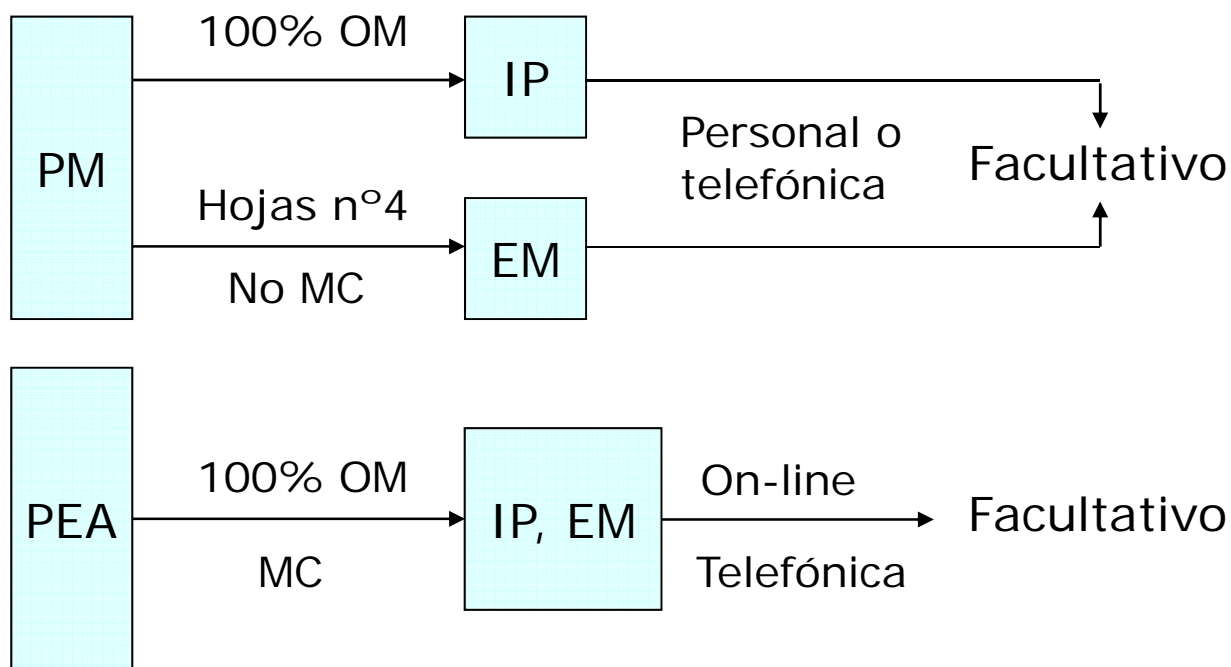 100% OM
IP
PM
Personal o
telefónica
Facultativo
Hojas nº4
EM
No MC
100% OM
On-line
PEA
IP, EM
Facultativo
MC
Telefónica